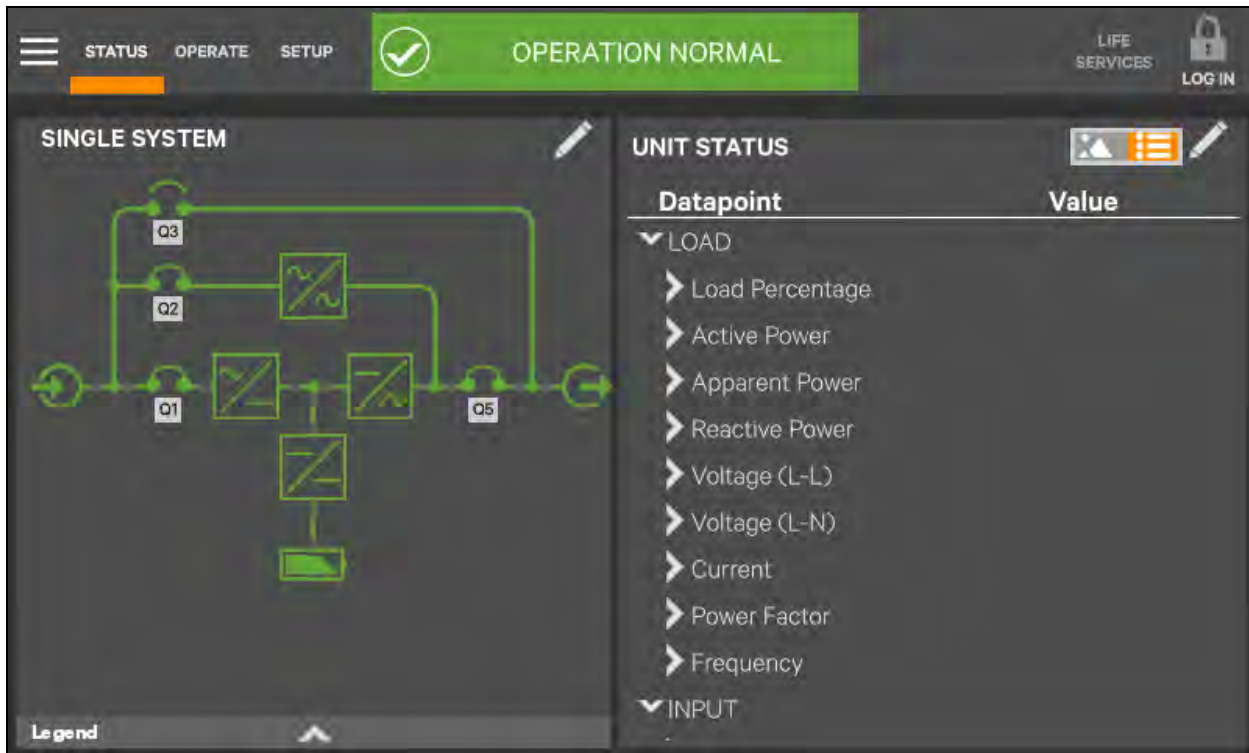 STATUS OPERATE SETUP
OPERATION NORMAL
LIFE
SERVICES
LOG IN
SINGLE SYSTEM
Q3
Q2
Q1
Q5
Legend
UNIT STATUS
Datapoint Value
LOAD
Load Percentage
Active Power
Apparent Power
Reactive Power
Voltage (L-L)
Voltage (L-N)
Current
Power Factor
Frequency
INPUT